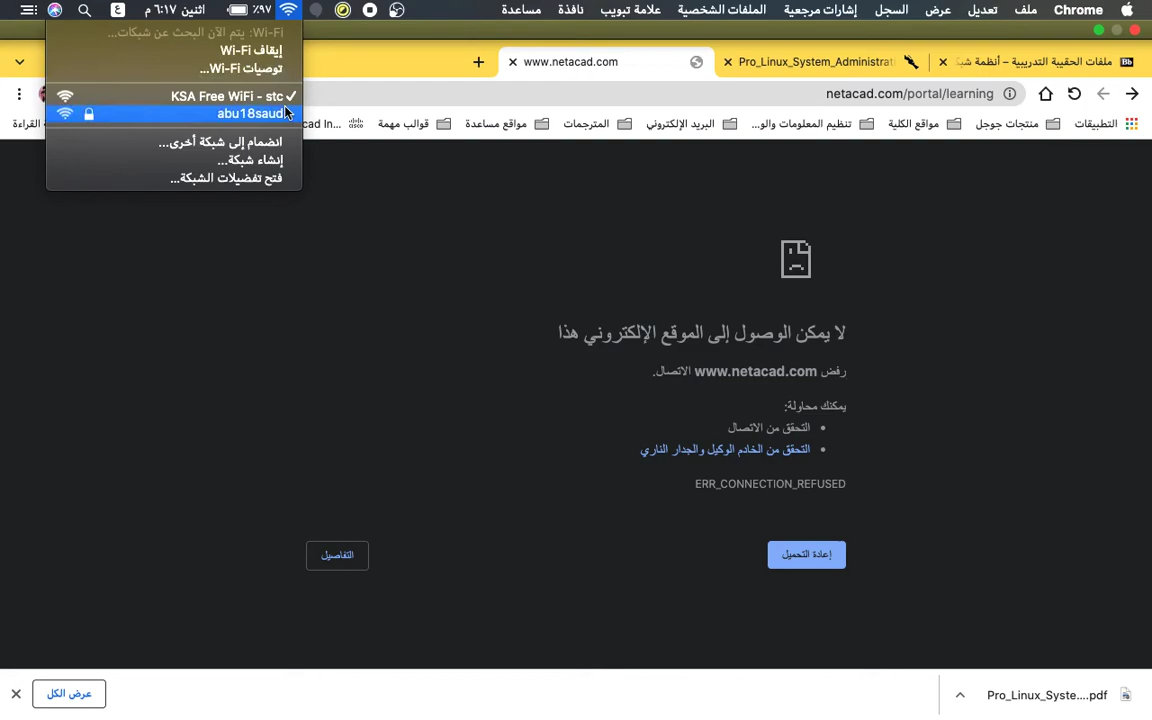 Chrome ملف تعديل عرض السجل إشارات مرجعية الملفات الشخصية علامة تبويب نافذة مساعدة
٪٩٧ اثنين ٦:١٧ م ع
Wi-Fi: يتم الآن البحث عن شبكات...
إيقاف Wi-Fi
توصيات Wi-Fi...
KSA Free WiFi - stc
abu18saud
انضمام إلى شبكة أخرى...
إنشاء شبكة...
فتح تفضيلات الشبكة...
Bb ملفات الحقيبة التدريبية – أنظمة
Pro_Linux_System_Administrat
www.netacad.com
netacad.com/portal/learning
التطبيقات
منتجات جوجل
مواقع الكلية
تنظيم المعلومات والو...
البريد الإلكتروني
المترجمات
مواقع مساعدة
قوالب مهمة
القراءة
لا يمكن الوصول إلى الموقع الإلكتروني هذا
رفض www.netacad.com الاتصال.
يمكنك محاولة:
التحقق من الاتصال
التحقق من الخادم الوكيل والجدار الناري
ERR_CONNECTION_REFUSED
إعادة التحميل
التفاصيل
Pro_Linux_Syste....pdf
عرض الكل